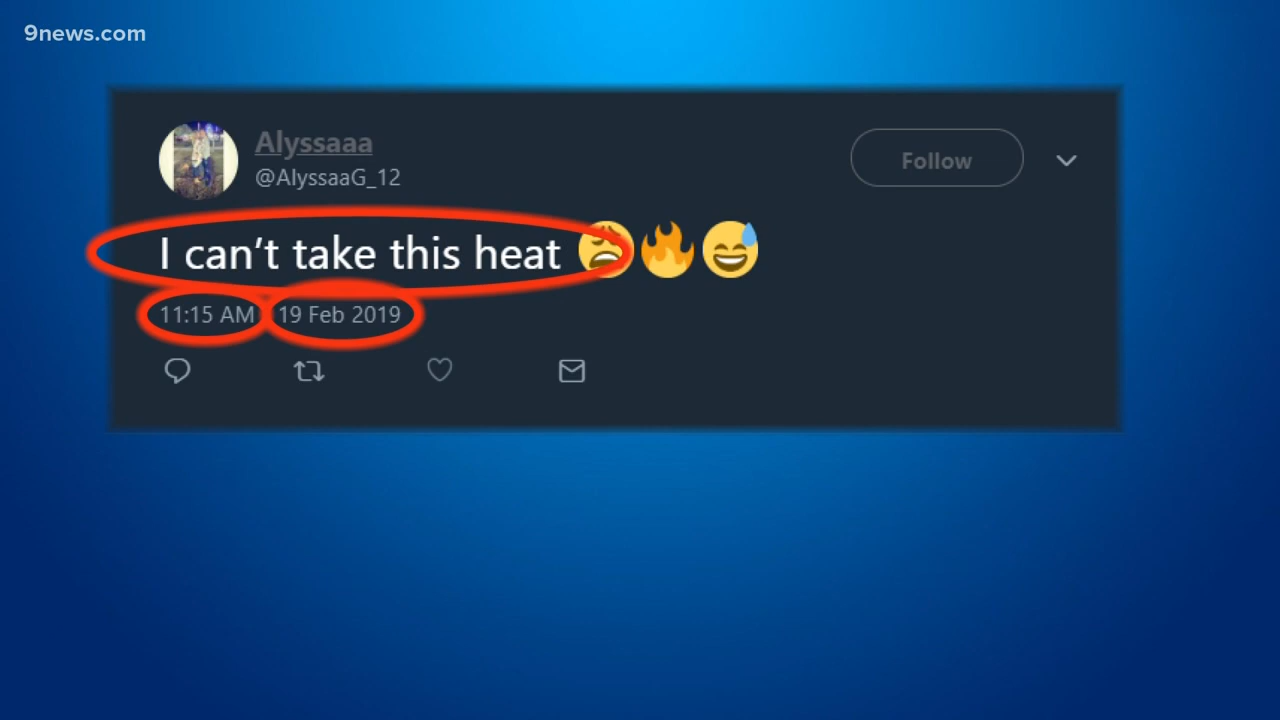 9news.com
Alyssaaa
@AlyssaaG_12
Follow
I can't take this heat 😩🔥😅
11:15 AM 19 Feb 2019